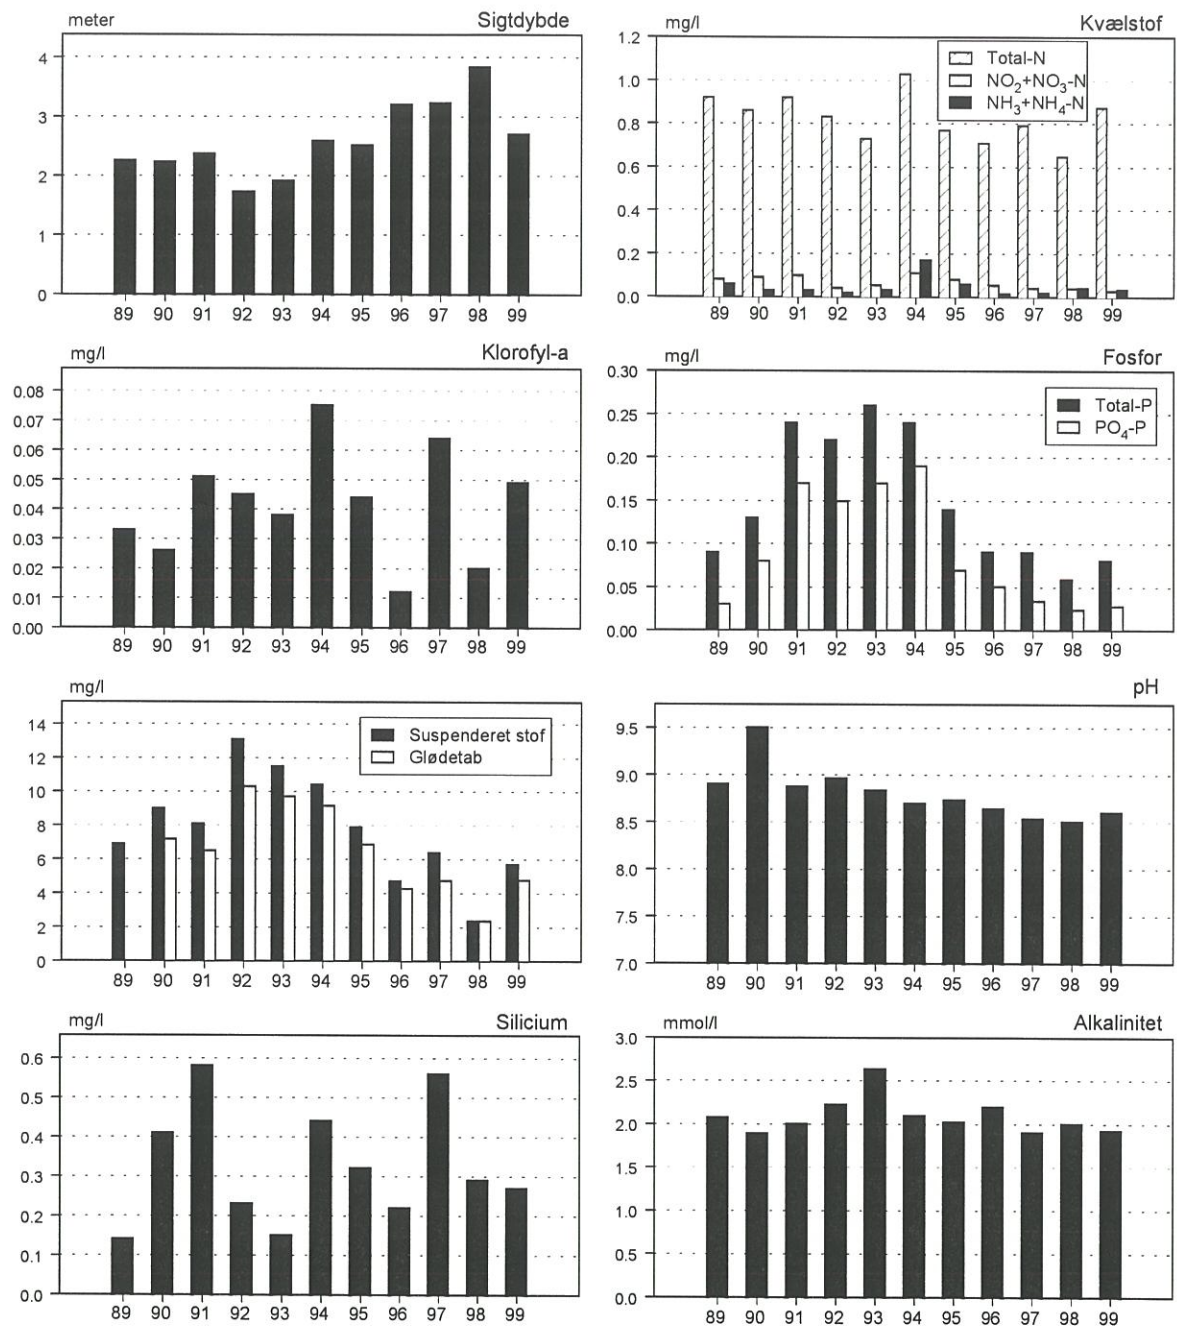 meter
Sigtdybde
4
3
2
1
0
89 90 91 92 93 94 95 96 97 98 99
mg/l
Kvælstof
1.2
1.0
0.8
0.6
0.4
0.2
0.0
Total-N
NO₂+NO₃-N
NH₃+NH₄-N
89 90 91 92 93 94 95 96 97 98 99
mg/l
Klorofyl-a
0.08
0.07
0.06
0.05
0.04
0.03
0.02
0.01
0.00
89 90 91 92 93 94 95 96 97 98 99
mg/l
Fosfor
0.30
0.25
0.20
0.15
0.10
0.05
0.00
Total-P
PO₄-P
89 90 91 92 93 94 95 96 97 98 99
mg/l
14
12
10
8
6
4
2
0
Suspenderet stof
Glødetab
89 90 91 92 93 94 95 96 97 98 99
pH
9.5
9.0
8.5
8.0
7.5
7.0
89 90 91 92 93 94 95 96 97 98 99
mg/l
Silicium
0.6
0.5
0.4
0.3
0.2
0.1
0.0
89 90 91 92 93 94 95 96 97 98 99
mmol/l
Alkalinitet
3.0
2.5
2.0
1.5
1.0
0.5
0.0
89 90 91 92 93 94 95 96 97 98 99